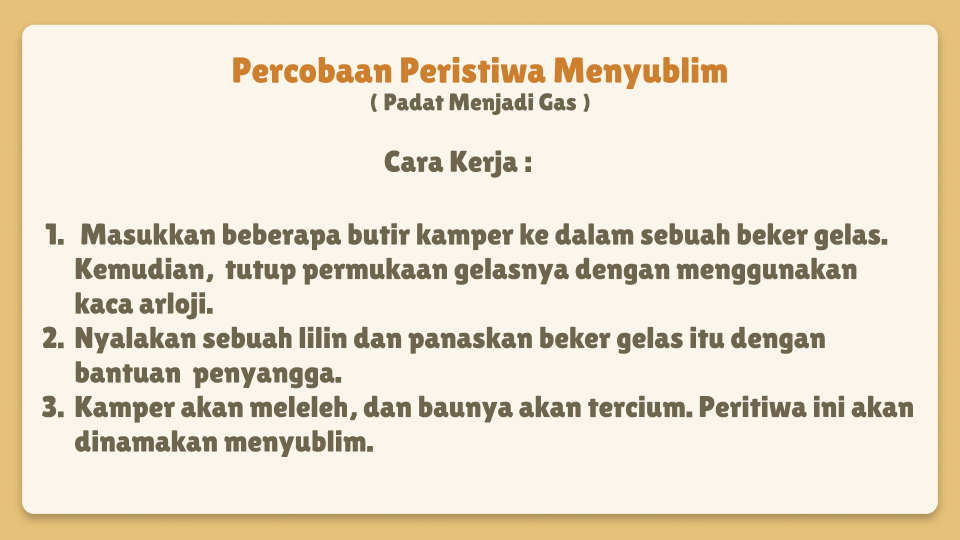 Percobaan Peristiwa Menyublim
( Padat Menjadi Gas )
Cara Kerja :
1. Masukkan beberapa butir kamper ke dalam sebuah beker gelas.
Kemudian, tutup permukaan gelasnya dengan menggunakan
kaca arloji.
2. Nyalakan sebuah lilin dan panaskan beker gelas itu dengan
bantuan penyangga.
3. Kamper akan meleleh, dan baunya akan tercium. Peritiwa ini akan
dinamakan menyublim.